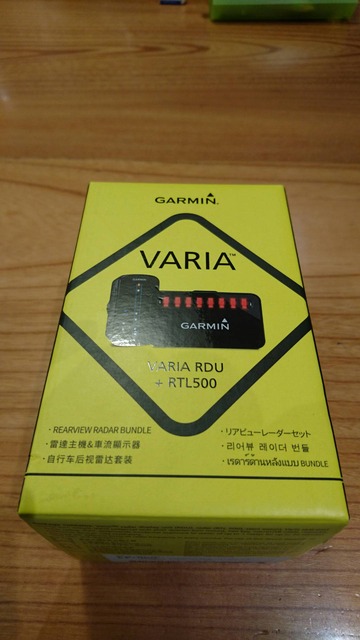 GARMIN
VARIA™
GARMIN
VARIA RDU
+ RTL500
· REARVIEW RADAR BUNDLE
· 雷達主機&車流顯示器
· 自行车后视雷达套装
· リアビューレーダーセット
· 리어뷰 레이더 번들
· เรดาร์ด้านหลังแบบ BUNDLE